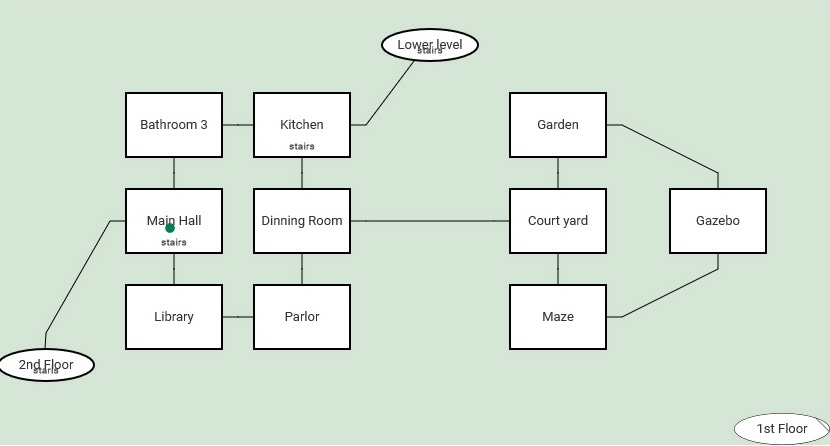 Lower level
stairs
Bathroom 3
Kitchen
stairs
Garden
Main Hall
stairs
Dinning Room
Court yard
Gazebo
Library
Parlor
Maze
2nd Floor
stairs
1st Floor